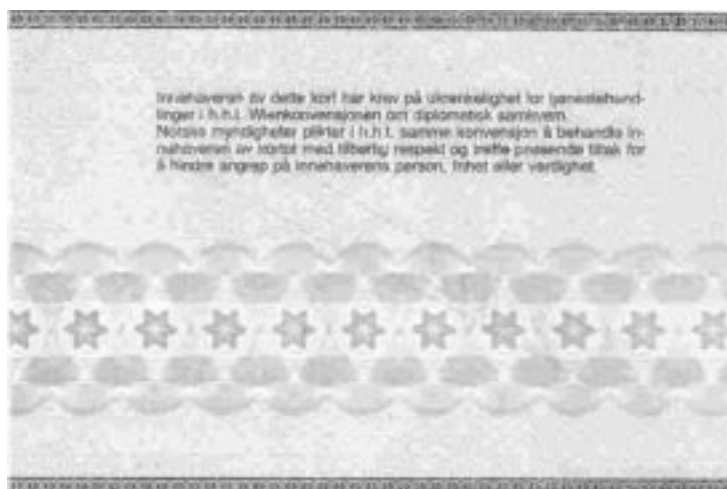 Innehaveren av dette kort har krav på ukrenkelighet for tjenestehand-
linger i h.h.t. Wienkonvensjonen om diplomatisk samkvem.
Norske myndigheter plikter i h.h.t. samme konvensjon å behandle in-
nehaveren av kortet med tilbørlig respekt og treffe passende tiltak for
å hindre angrep på innehaverens person, frihet eller verdighet.